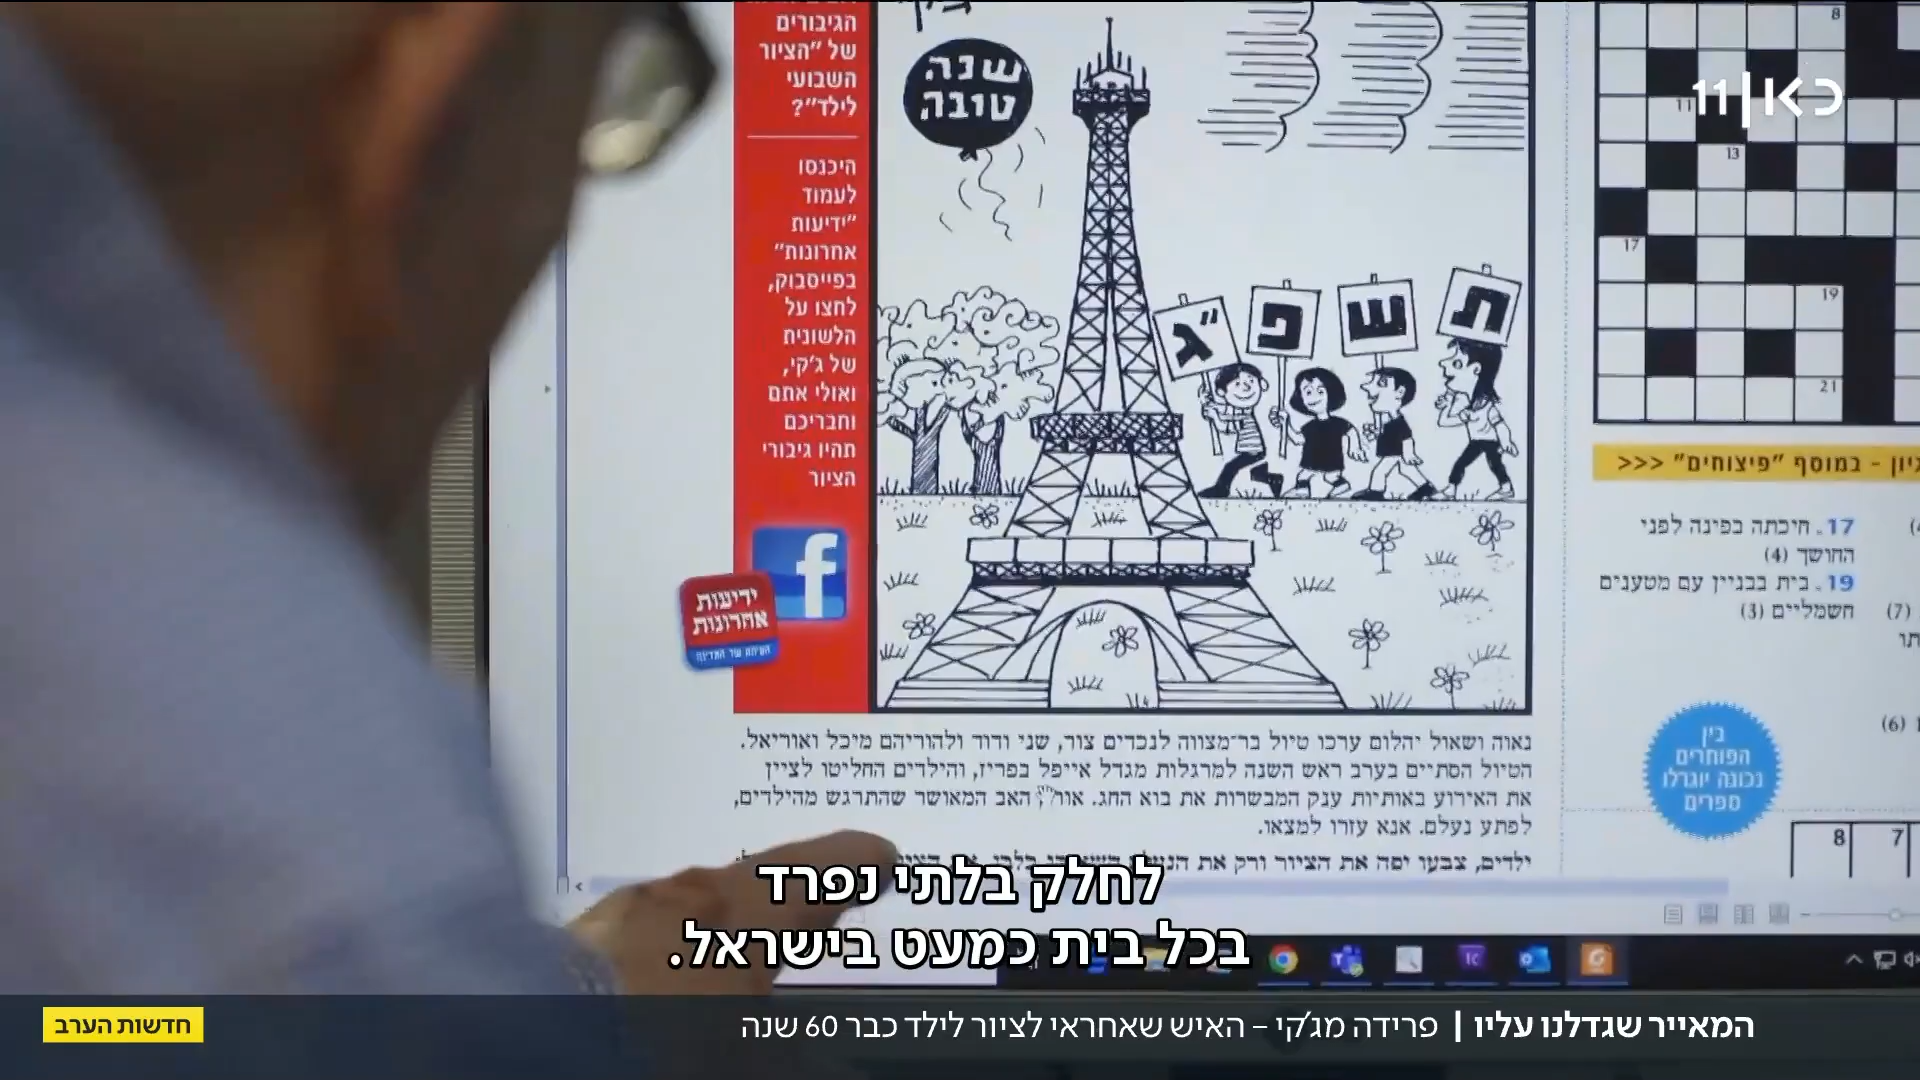 הגיבורים
של "הציור
השבועי
לילד"?
היכנסו
לעמוד
"ידיעות
אחרונות"
בפייסבוק,
לחצו על
הלשונית
של ג'קי,
ואולי אתם
וחבריכם
תהיו גיבורי
הציור
f
ידיעות
אחרונות
העיתון של המדינה
שנה
טובה
ת
ש
פ
"ג
נאוה ושאול יהלום ערכו טיול בר־מצווה לנכדים צור, שני ודוד ולהוריהם מיכל ואוריאל.
הטיול הסתיים בערב ראש השנה למרגלות מגדל אייפל בפריז, והילדים החליטו לציין
את האירוע באותיות ענק המבשרות את בוא החג. האב המאושר שהתרגש מהילדים,
לפתע נעלם. אנא עזרו למצאו.
ילדים, צבעו יפה את הציור ורק את
8
11
13
17
19
21
כאן 11
גיון - במוסף "פיצוחים" >>>
17. חיכתה בפינה לפני
החושך (4)
19. בית בבניין עם מטענים
חשמליים (3)
(7)
תו
(6)
בין
הפותרים
נכונה יוגרלו
ספרים
8 7
לחלק בלתי נפרד
בכל בית כמעט בישראל.
המאייר שגדלנו עליו | פרידה מג'קי – האיש שאחראי לציור לילד כבר 60 שנה
חדשות הערב